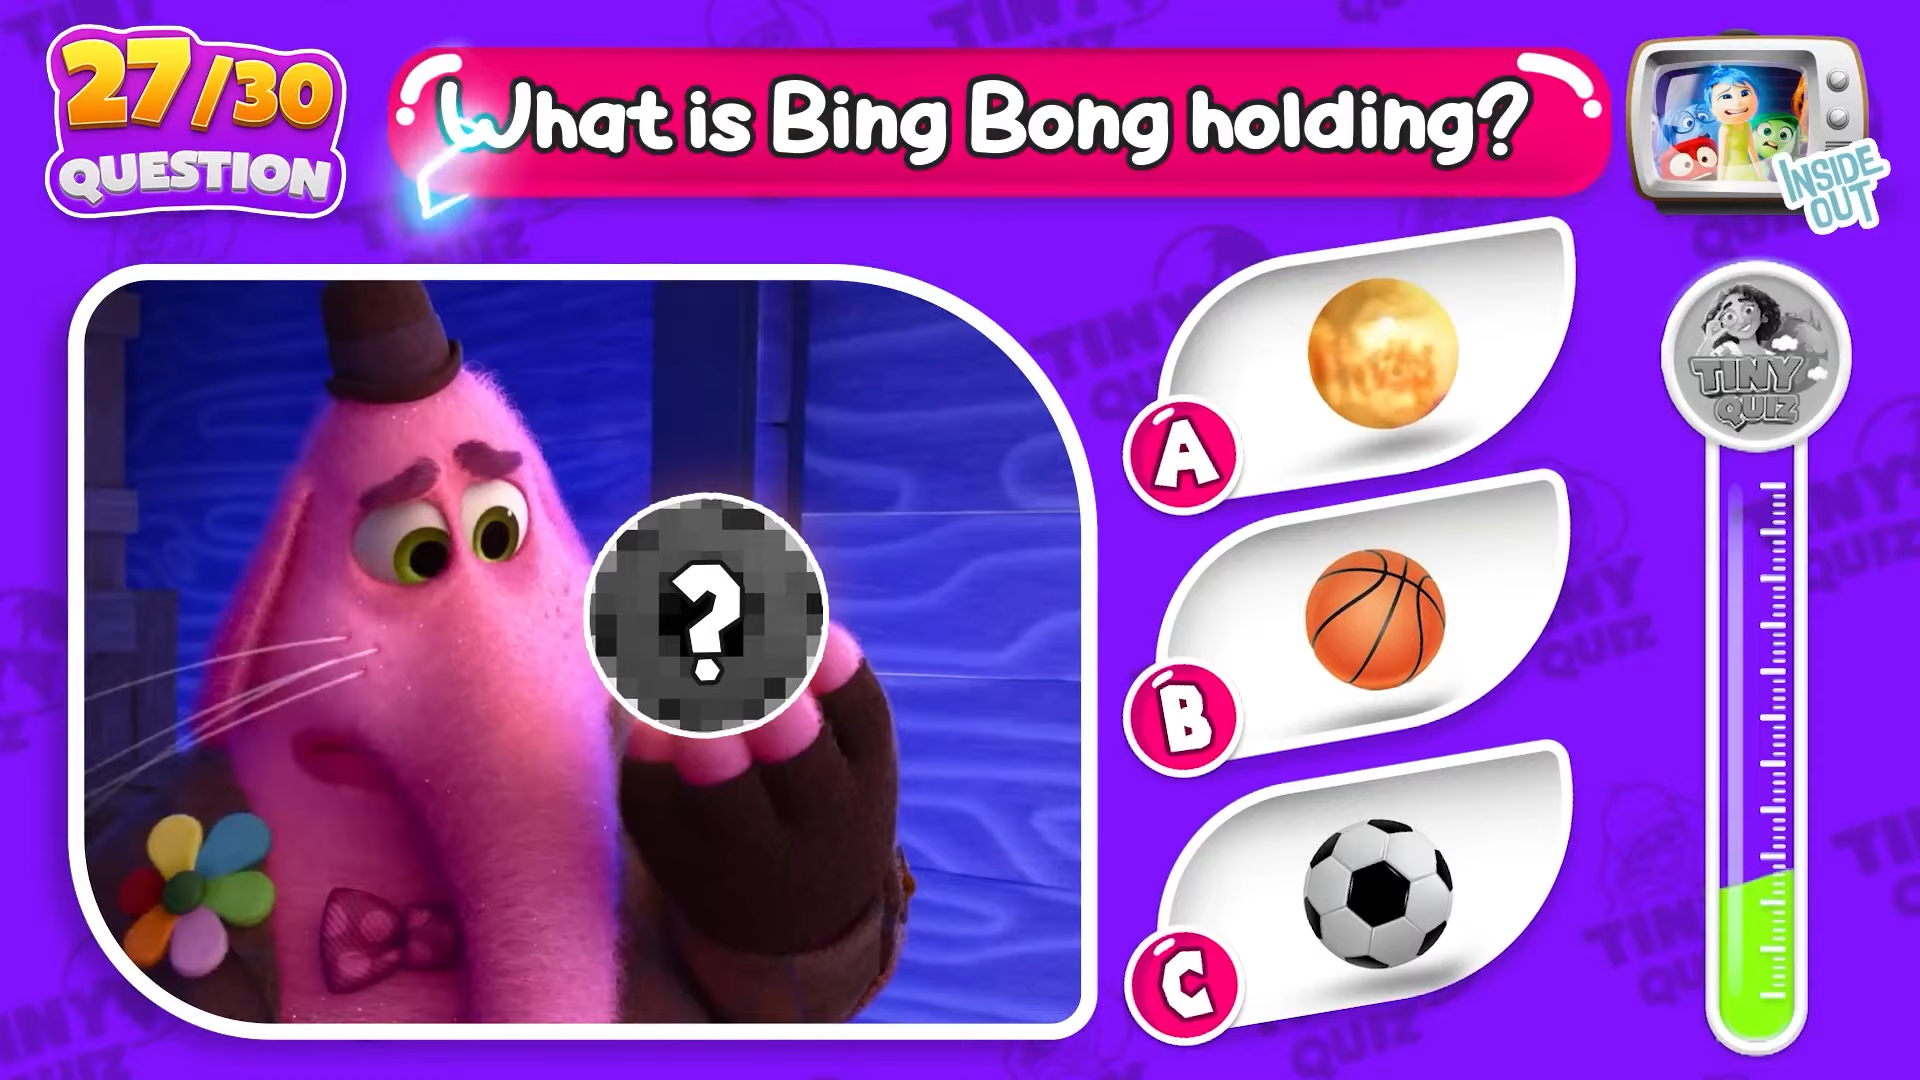 27/30
QUESTION
What is Bing Bong holding?
INSIDE
OUT
?
A
B
C
TINY
QUIZ